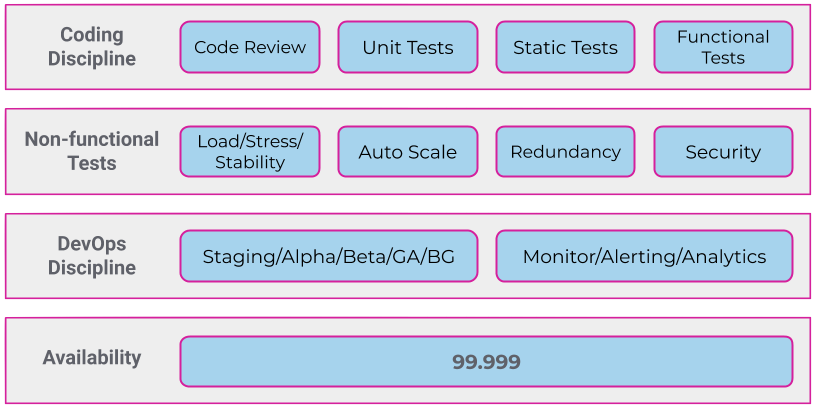 Coding
Discipline
Code Review
Unit Tests
Static Tests
Functional
Tests
Non-functional
Tests
Load/Stress/
Stability
Auto Scale
Redundancy
Security
DevOps
Discipline
Staging/Alpha/Beta/GA/BG
Monitor/Alerting/Analytics
Availability
99.999